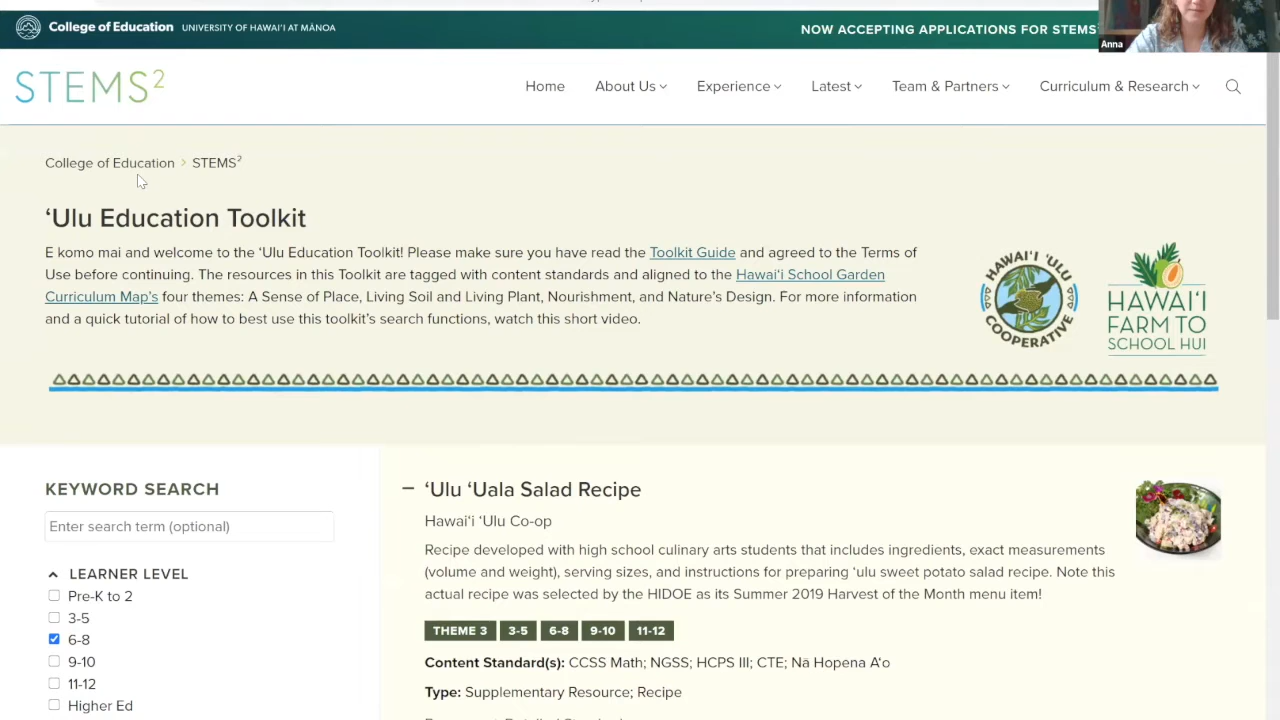 College of Education UNIVERSITY OF HAWAIʻI AT MĀNOA
NOW ACCEPTING APPLICATIONS FOR STEMS
Anna
STEMS²
Home About Us Experience Latest Team & Partners Curriculum & Research
College of Education > STEMS²
ʻUlu Education Toolkit
E komo mai and welcome to the ʻUlu Education Toolkit! Please make sure you have read the Toolkit Guide and agreed to the Terms of
Use before continuing. The resources in this Toolkit are tagged with content standards and aligned to the Hawaiʻi School Garden
Curriculum Map's four themes: A Sense of Place, Living Soil and Living Plant, Nourishment, and Nature's Design. For more information
and a quick tutorial of how to best use this toolkit's search functions, watch this short video.
HAWAIʻI ʻULU
COOPERATIVE
HAWAIʻI
FARM TO
SCHOOL HUI
KEYWORD SEARCH
Enter search term (optional)
LEARNER LEVEL
Pre-K to 2
3-5
6-8
9-10
11-12
Higher Ed
ʻUlu ʻUala Salad Recipe
Hawaiʻi ʻUlu Co-op
Recipe developed with high school culinary arts students that includes ingredients, exact measurements
(volume and weight), serving sizes, and instructions for preparing ʻulu sweet potato salad recipe. Note this
actual recipe was selected by the HIDOE as its Summer 2019 Harvest of the Month menu item!
THEME 3 3-5 6-8 9-10 11-12
Content Standard(s): CCSS Math; NGSS; HCPS III; CTE; Nā Hopena Aʻo
Type: Supplementary Resource; Recipe